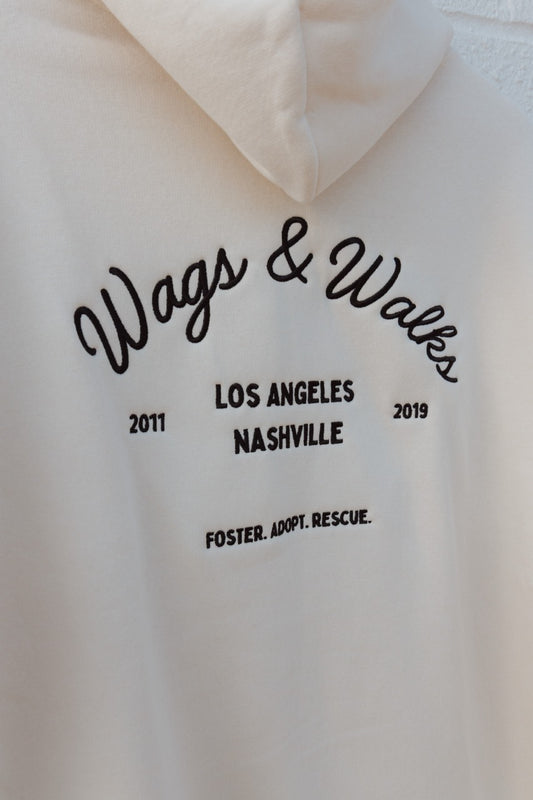 Wags & Walks
LOS ANGELES
2011 2019
NASHVILLE
FOSTER. ADOPT. RESCUE.